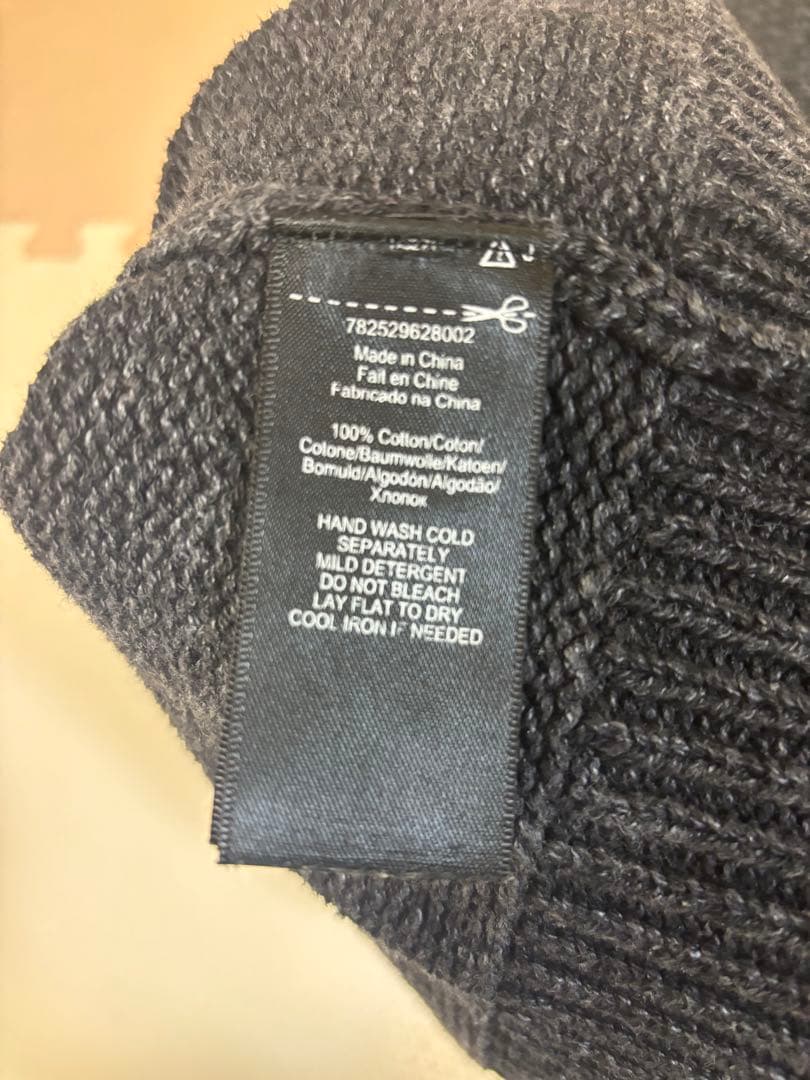 782529628002
Made in China
Fait en Chine
Fabricado na China
100% Cotton/Coton/
Cotone/Baumwolle/Katoen/
Bomuld/Algodón/Algodão/
Хлопок
HAND WASH COLD
SEPARATELY
MILD DETERGENT
DO NOT BLEACH
LAY FLAT TO DRY
COOL IRON IF NEEDED